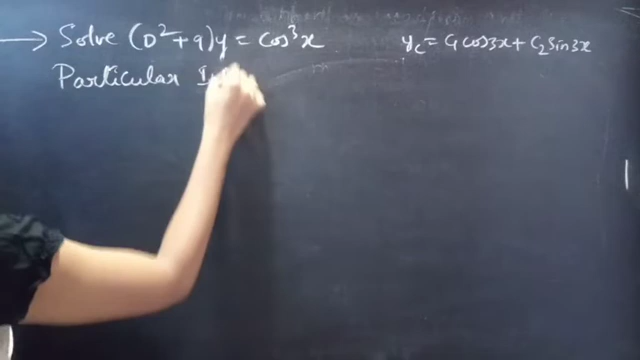 → Solve (D²+9)y = cos³x
y_c = C₁cos3x + C₂sin3x
Particular